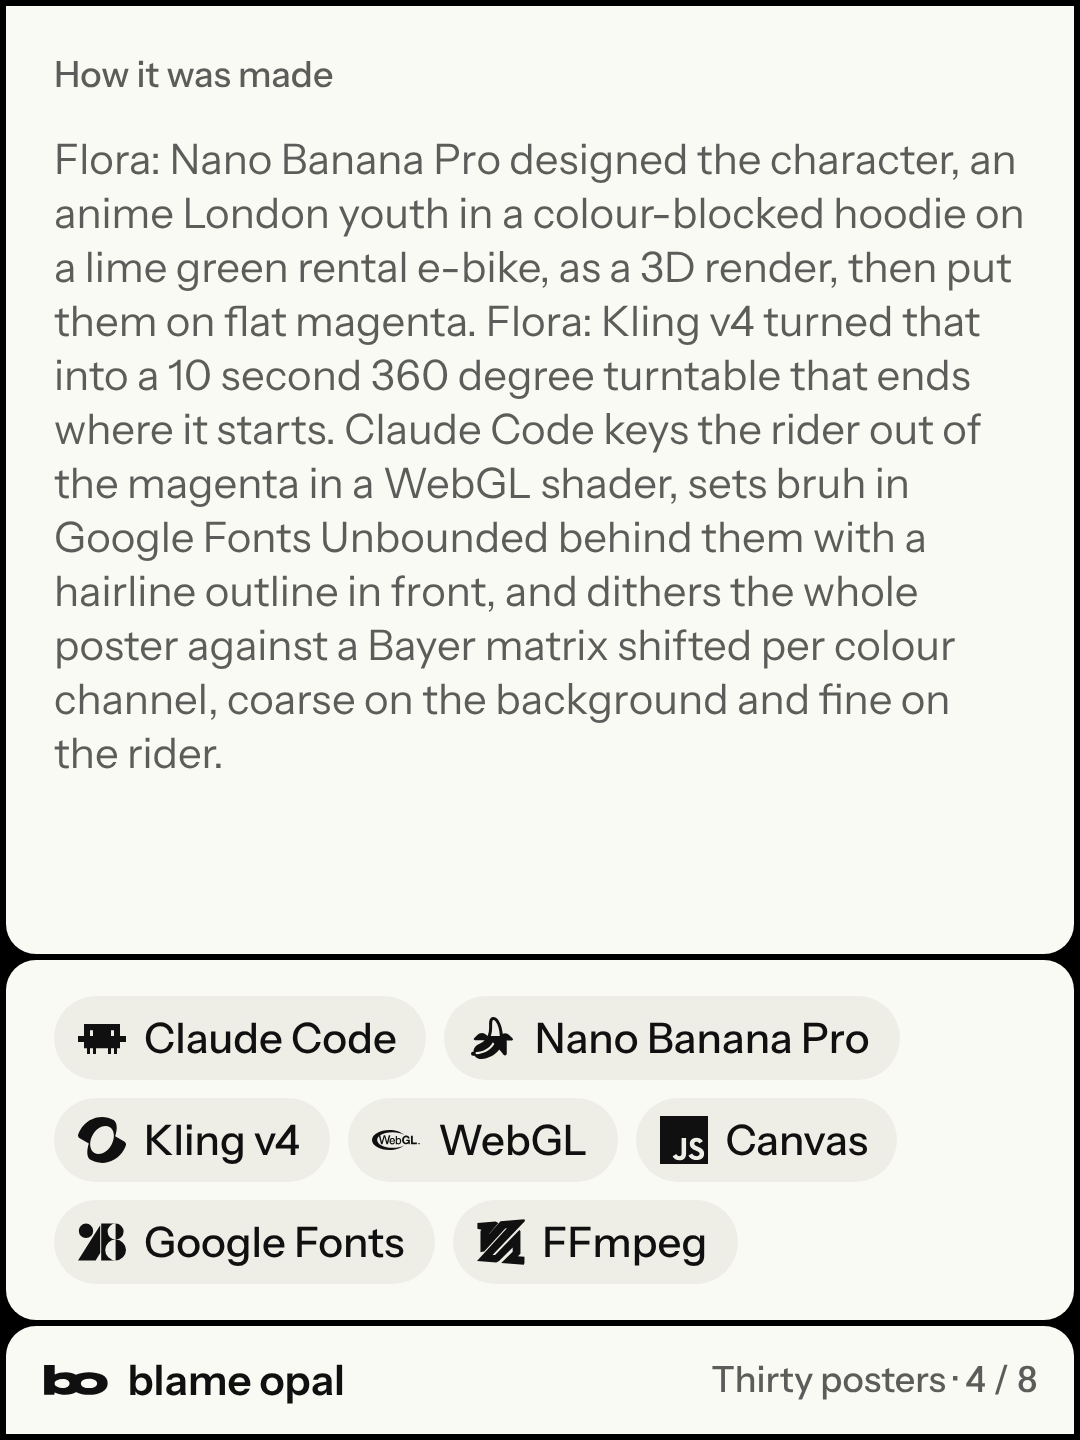 How it was made
Flora: Nano Banana Pro designed the character, an
anime London youth in a colour-blocked hoodie on
a lime green rental e-bike, as a 3D render, then put
them on flat magenta. Flora: Kling v4 turned that
into a 10 second 360 degree turntable that ends
where it starts. Claude Code keys the rider out of
the magenta in a WebGL shader, sets bruh in
Google Fonts Unbounded behind them with a
hairline outline in front, and dithers the whole
poster against a Bayer matrix shifted per colour
channel, coarse on the background and fine on
the rider.
Claude Code
Nano Banana Pro
Kling v4
WebGL. WebGL
JS Canvas
Google Fonts
FFmpeg
bo blame opal
Thirty posters · 4 / 8